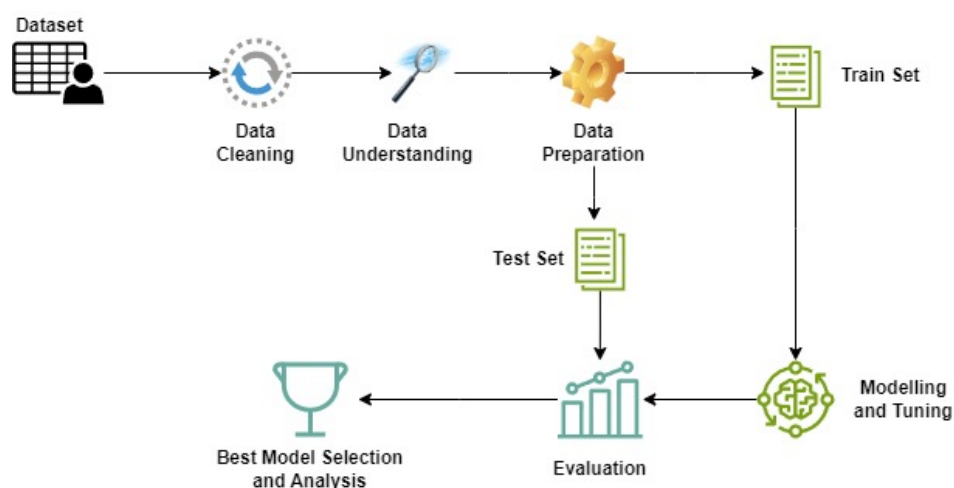 Dataset
Data
Cleaning
Data
Understanding
Data
Preparation
Train Set
Test Set
Modelling
and Tuning
Evaluation
Best Model Selection
and Analysis